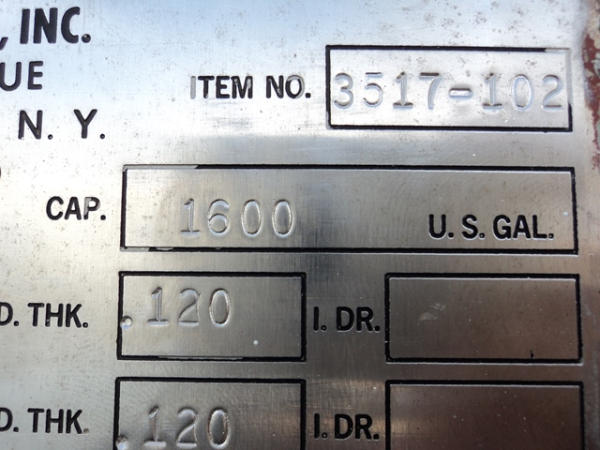 , INC.
UE
ITEM NO. 3517-102
N. Y.
CAP. 1600 U. S. GAL.
D. THK. .120 I. DR.
D. THK. .120 I. DR.